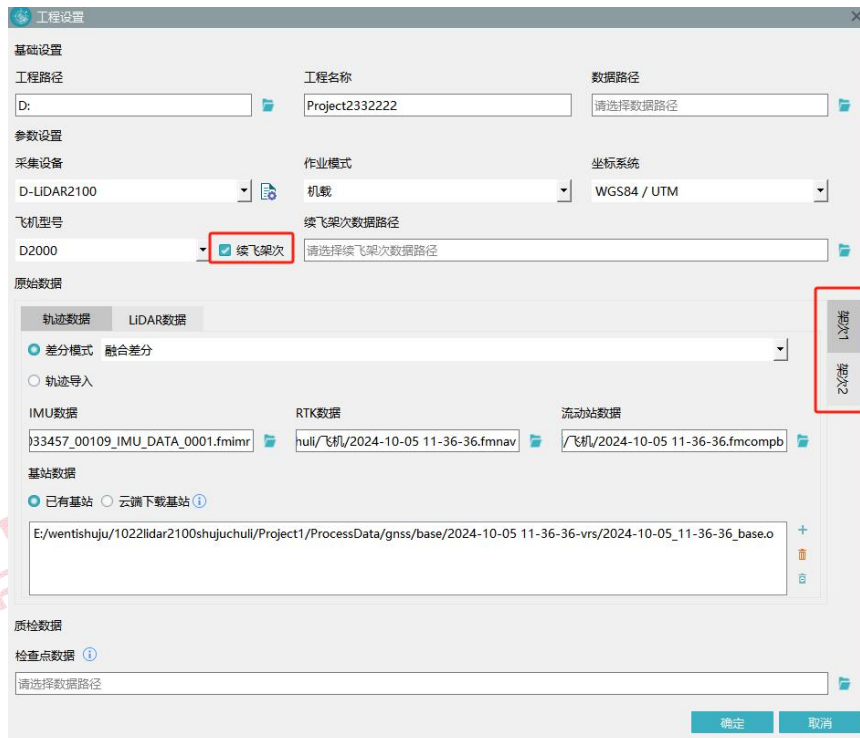 工程设置
基础设置
工程路径 工程名称 数据路径
D: Project2332222 请选择数据路径
参数设置
采集设备 作业模式 坐标系统
D-LiDAR2100 机载 WGS84 / UTM
飞机型号 续飞架次数据路径
D2000 续飞架次 请选择续飞架次数据路径
原始数据
轨迹数据 LiDAR数据 架次1
差分模式 融合差分
轨迹导入 架次2
IMU数据 RTK数据 流动站数据
)33457_00109_IMU_DATA_0001.fmimr huli/飞机/2024-10-05 11-36-36.fmnav /飞机/2024-10-05 11-36-36.fmcompb
基站数据
已有基站 云端下载基站
E:/wentishuju/1022lidar2100shujuchuli/Project1/ProcessData/gnss/base/2024-10-05 11-36-36-vrs/2024-10-05_11-36-36_base.o
质检数据
检查点数据
请选择数据路径
确定 取消